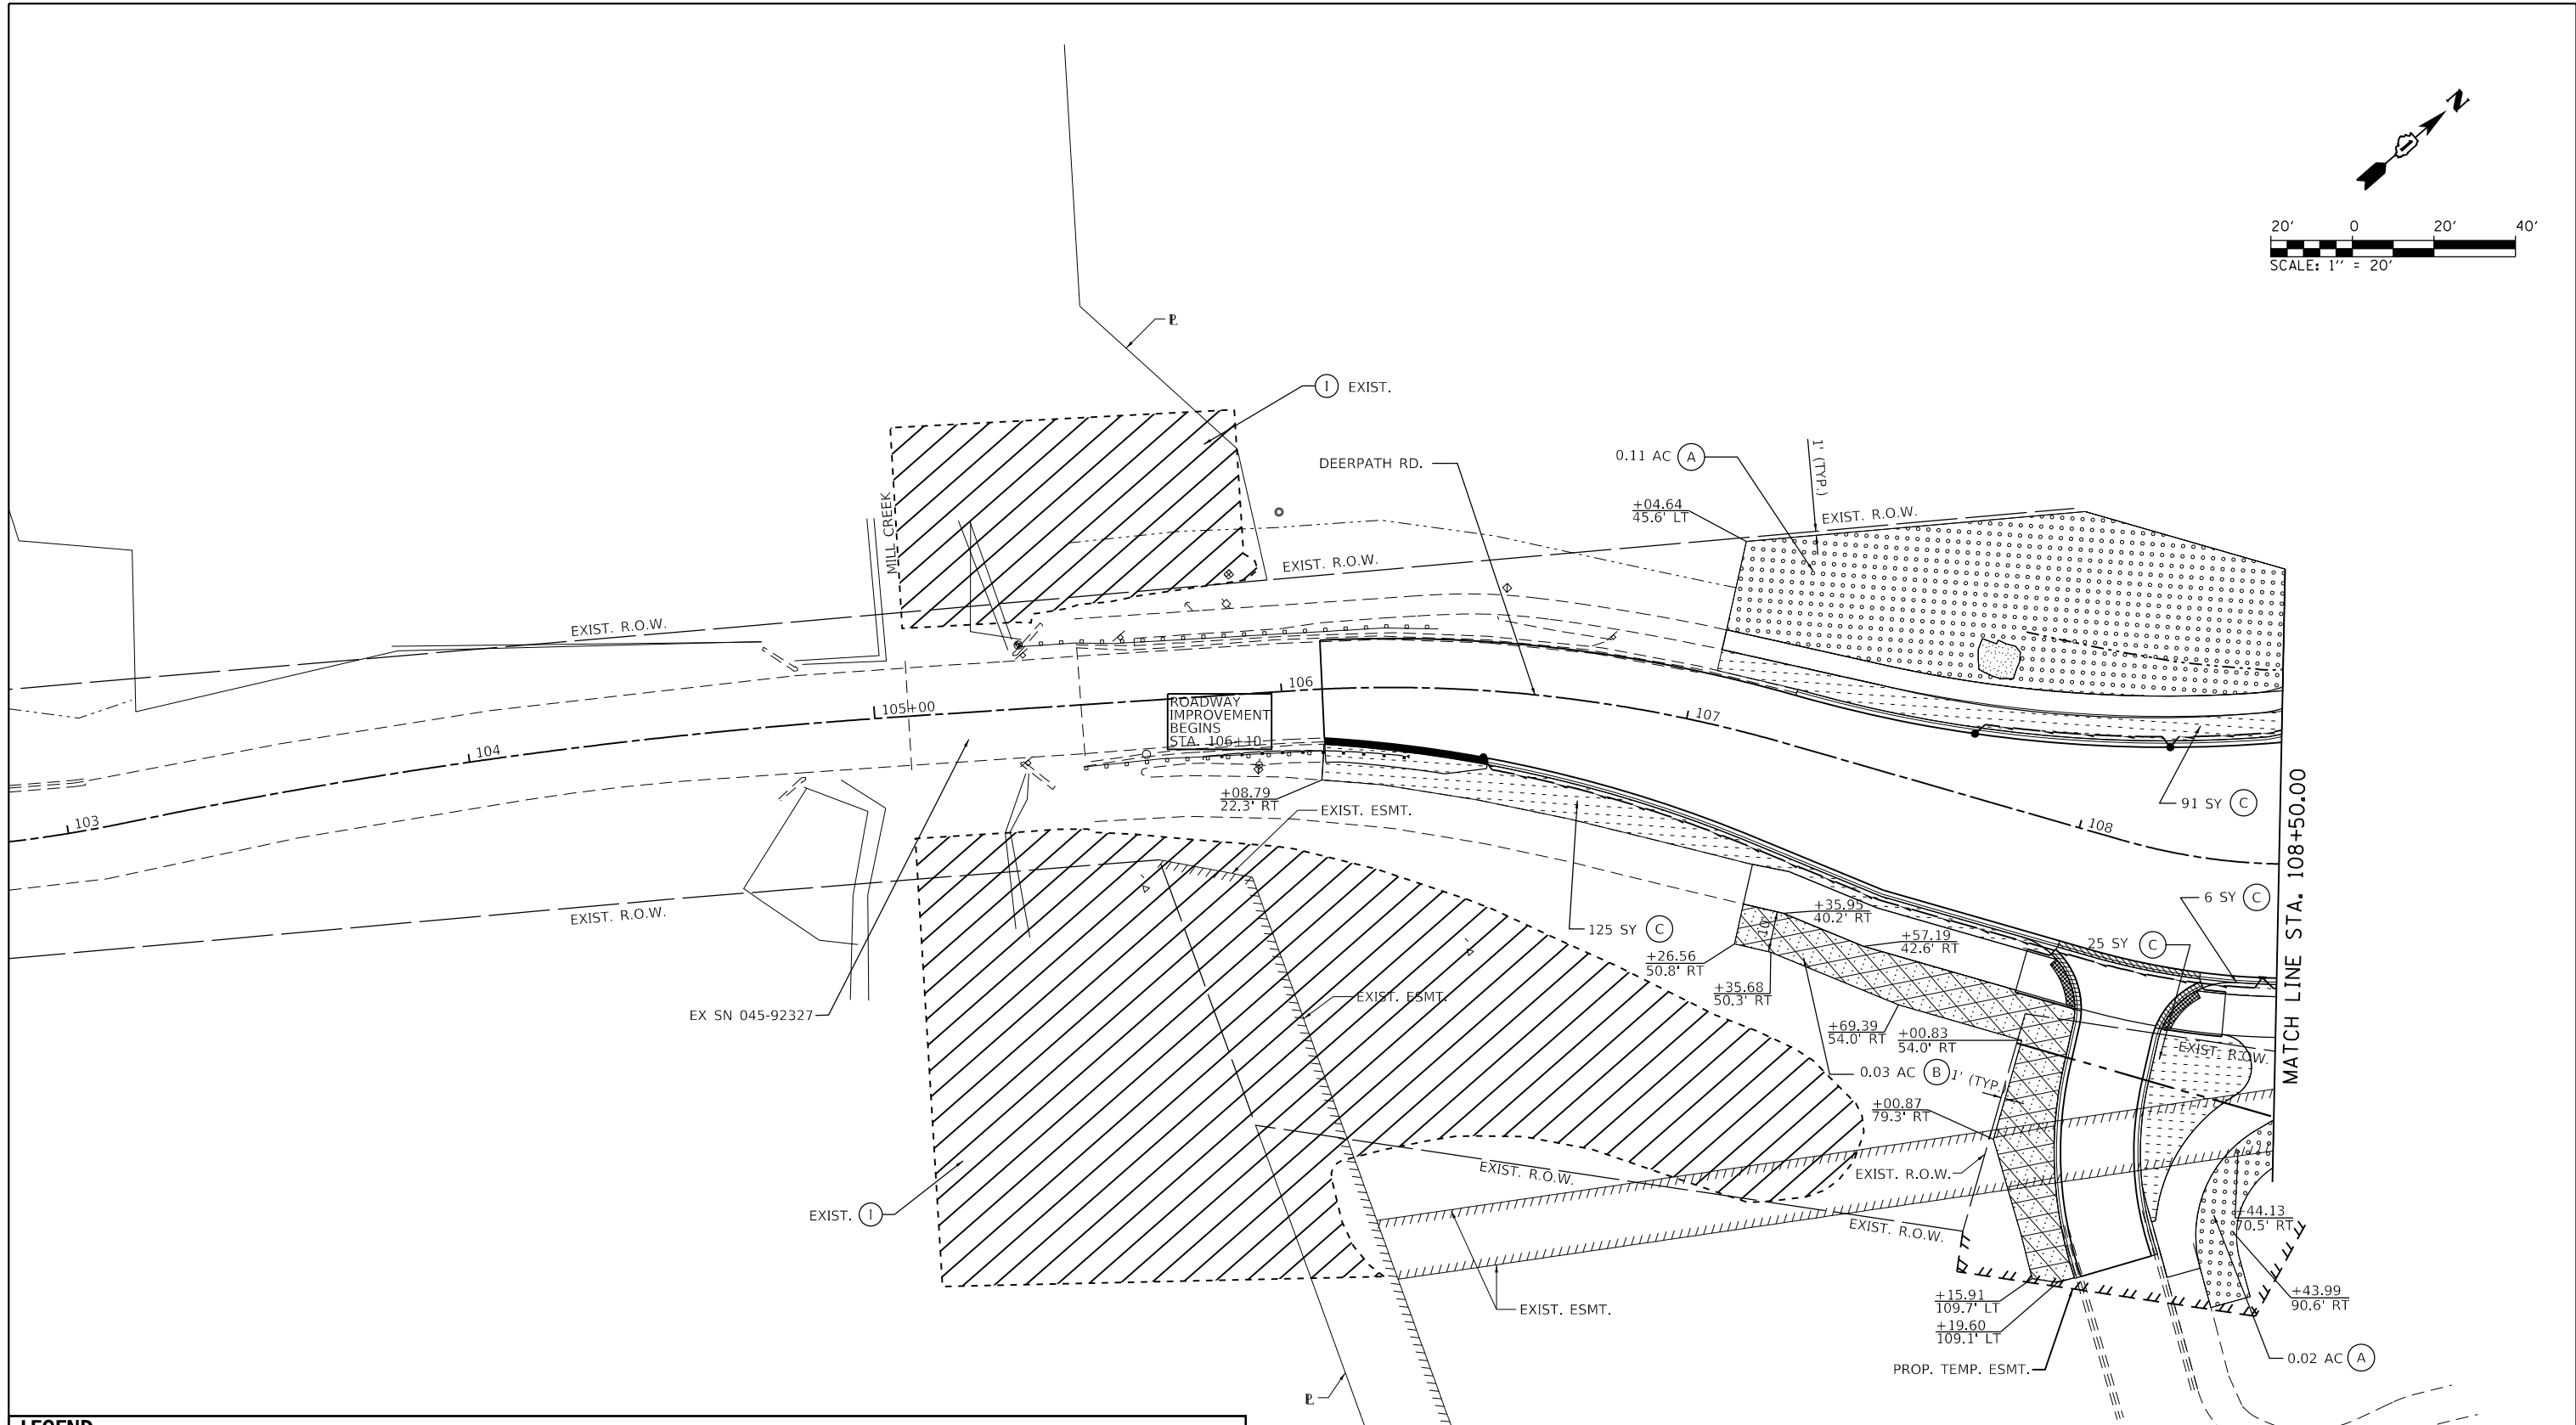 N
20' 0 20' 40'
SCALE: 1'' = 20'
PL
I EXIST.
DEERPATH RD.
0.11 AC A
1' (TYP.)
+04.64
45.6' LT
EXIST. R.O.W.
MILL CREEK
EXIST. R.O.W.
EXIST. R.O.W.
103
104
105+00
106
107
108
ROADWAY
IMPROVEMENT
BEGINS
STA. 106+10
+08.79
22.3' RT
EXIST. ESMT.
91 SY C
MATCH LINE STA. 108+50.00
6 SY C
25 SY C
EXIST. R.O.W.
125 SY C
+35.95
40.2' RT
+57.19
42.6' RT
+26.56
50.8' RT
+35.68
50.3' RT
EXIST. ESMT.
EX SN 045-92327
+69.39
54.0' RT
+00.83
54.0' RT
EXIST. R.O.W.
0.03 AC B
1' (TYP.)
+00.87
79.3' RT
EXIST. R.O.W.
EXIST. R.O.W.
EXIST. R.O.W.
EXIST. I
+44.13
70.5' RT
+43.99
90.6' RT
+15.91
109.7' LT
+19.60
109.1' LT
EXIST. ESMT.
PROP. TEMP. ESMT.
0.02 AC A
PL
LEGEND